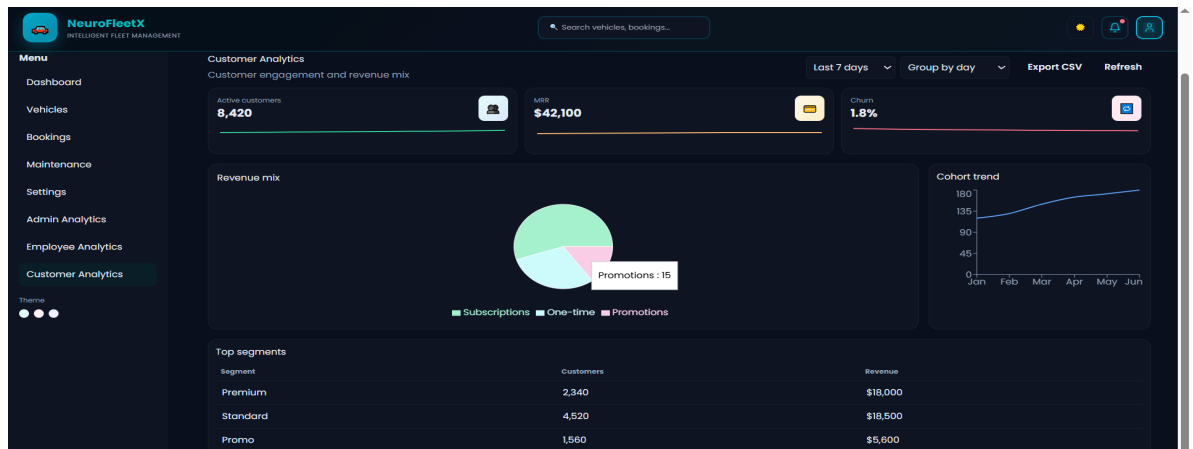 NeuroFleetX
INTELLIGENT FLEET MANAGEMENT
Search vehicles, bookings...
Menu
Dashboard
Vehicles
Bookings
Maintenance
Settings
Admin Analytics
Employee Analytics
Customer Analytics
Theme
Customer Analytics
Customer engagement and revenue mix
Last 7 days
Group by day
Export CSV
Refresh
Active customers
8,420
MRR
$42,100
Churn
1.8%
Revenue mix
Promotions : 15
Subscriptions One-time Promotions
Cohort trend
180
135
90
45
0
Jan Feb Mar Apr May Jun
Top segments
Segment Customers Revenue
Premium 2,340 $18,000
Standard 4,520 $18,500
Promo 1,560 $5,600